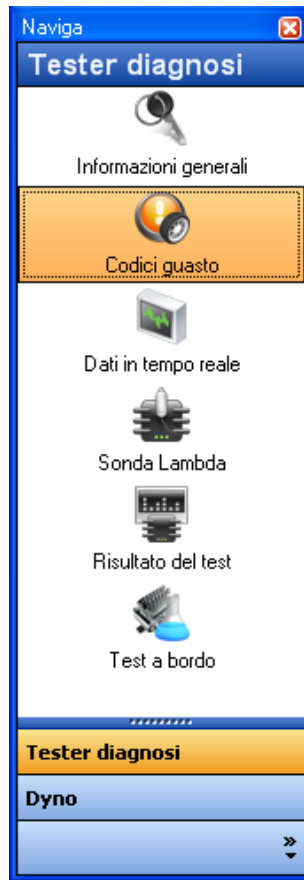 Naviga
Tester diagnosi
Informazioni generali
Codici guasto
Dati in tempo reale
Sonda Lambda
Risultato del test
Test a bordo
Tester diagnosi
Dyno
»